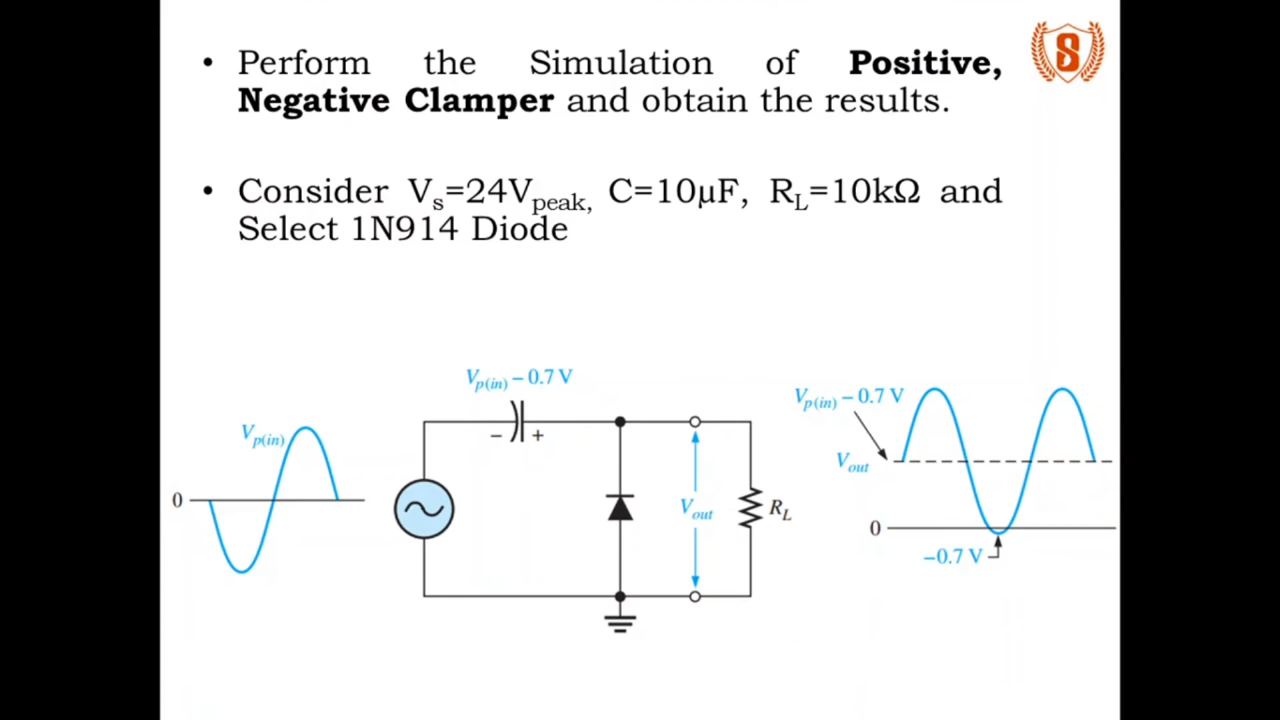 • Perform the Simulation of Positive,
Negative Clamper and obtain the results.
• Consider Vs=24Vpeak, C=10μF, RL=10kΩ and
Select 1N914 Diode
Vp(in) − 0.7 V
Vp(in)
0
− +
Vout
RL
Vp(in) − 0.7 V
Vout
0
−0.7 V
S